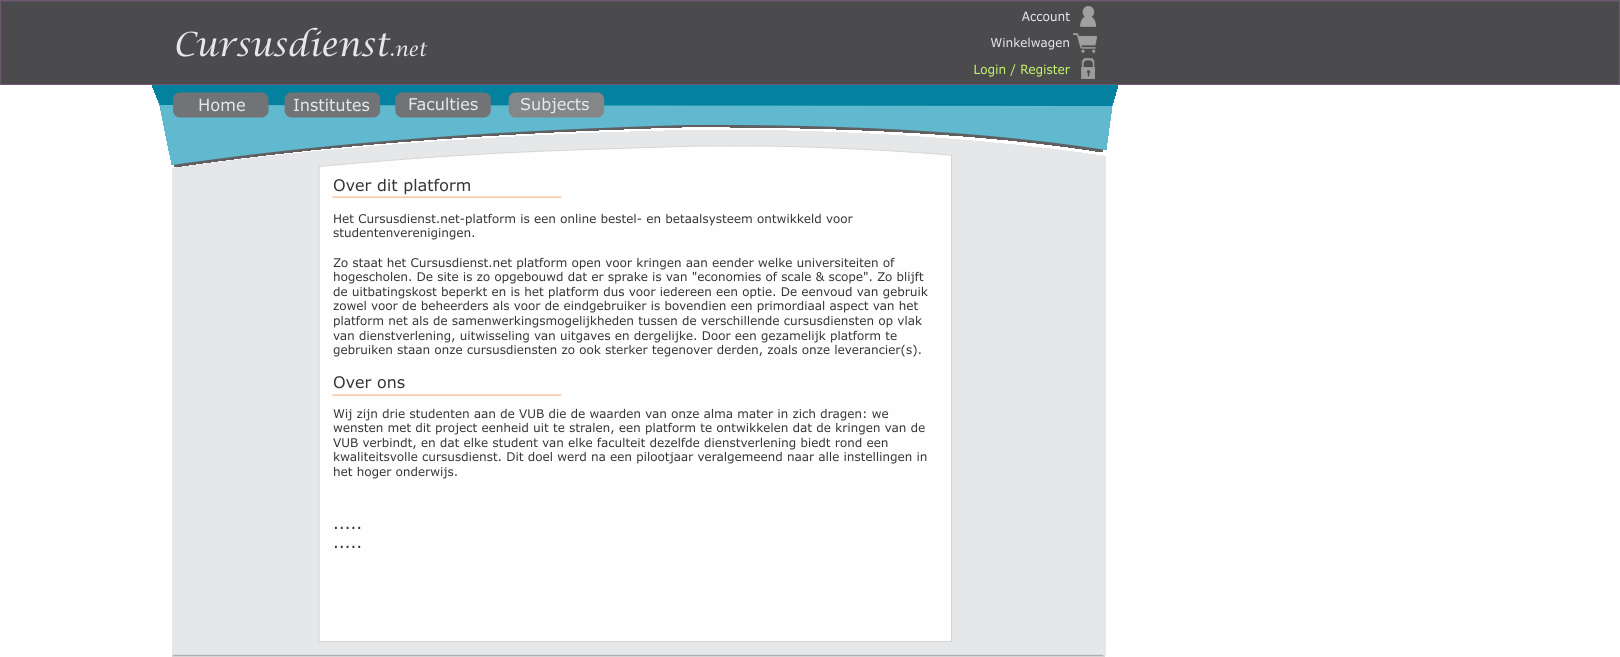 Cursusdienst.net
Account
Winkelwagen
Login / Register
Home Institutes Faculties Subjects
Over dit platform
Het Cursusdienst.net-platform is een online bestel- en betaalsysteem ontwikkeld voor
studentenverenigingen.
Zo staat het Cursusdienst.net platform open voor kringen aan eender welke universiteiten of
hogescholen. De site is zo opgebouwd dat er sprake is van "economies of scale & scope". Zo blijft
de uitbatingskost beperkt en is het platform dus voor iedereen een optie. De eenvoud van gebruik
zowel voor de beheerders als voor de eindgebruiker is bovendien een primordiaal aspect van het
platform net als de samenwerkingsmogelijkheden tussen de verschillende cursusdiensten op vlak
van dienstverlening, uitwisseling van uitgaves en dergelijke. Door een gezamelijk platform te
gebruiken staan onze cursusdiensten zo ook sterker tegenover derden, zoals onze leverancier(s).
Over ons
Wij zijn drie studenten aan de VUB die de waarden van onze alma mater in zich dragen: we
wensten met dit project eenheid uit te stralen, een platform te ontwikkelen dat de kringen van de
VUB verbindt, en dat elke student van elke faculteit dezelfde dienstverlening biedt rond een
kwaliteitsvolle cursusdienst. Dit doel werd na een pilootjaar veralgemeend naar alle instellingen in
het hoger onderwijs.
.....
.....